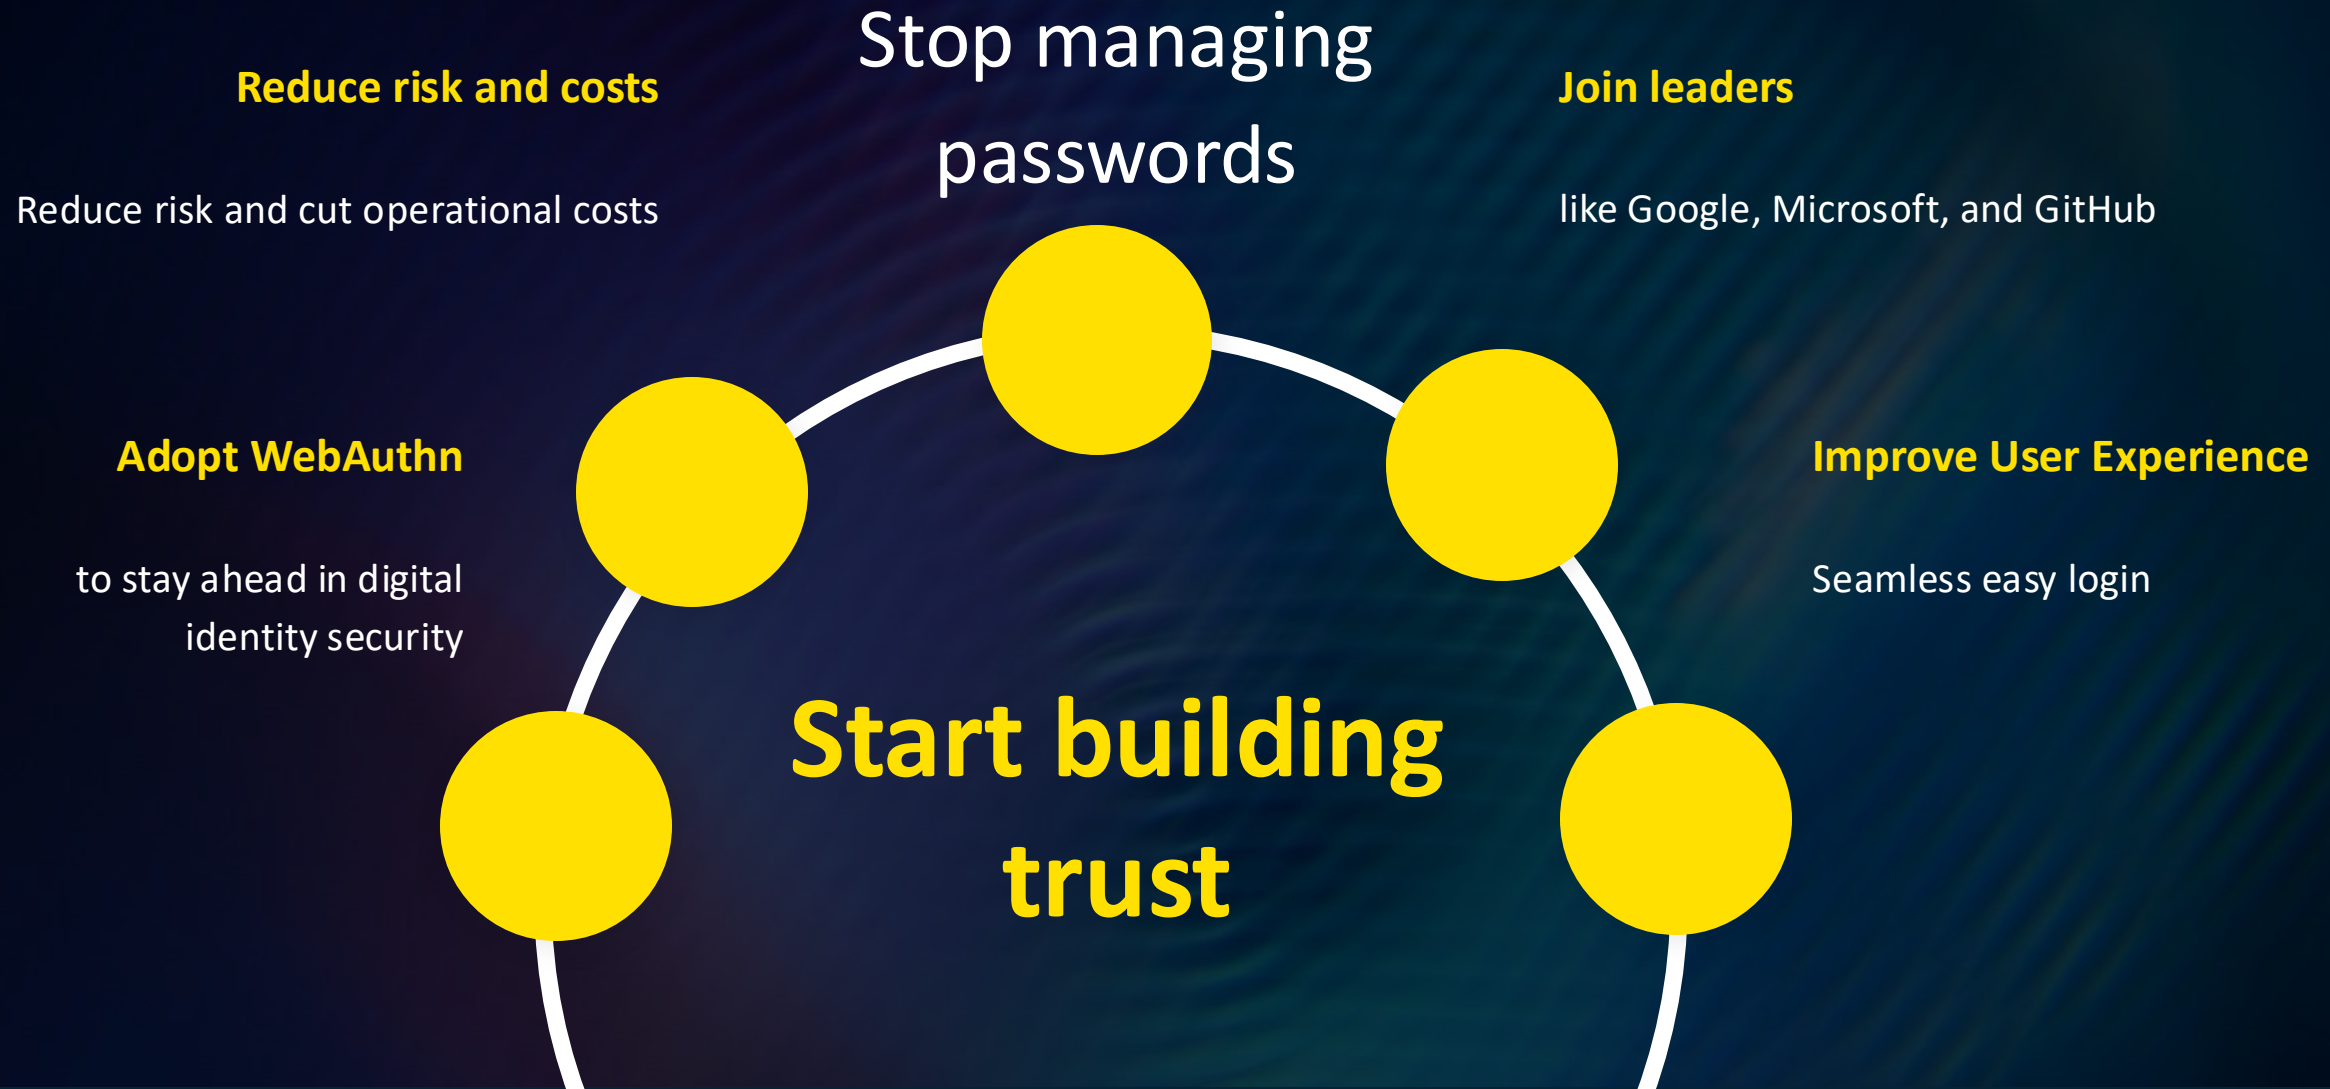 Stop managing
passwords
Reduce risk and costs
Reduce risk and cut operational costs
Join leaders
like Google, Microsoft, and GitHub
Adopt WebAuthn
to stay ahead in digital
identity security
Improve User Experience
Seamless easy login
Start building
trust